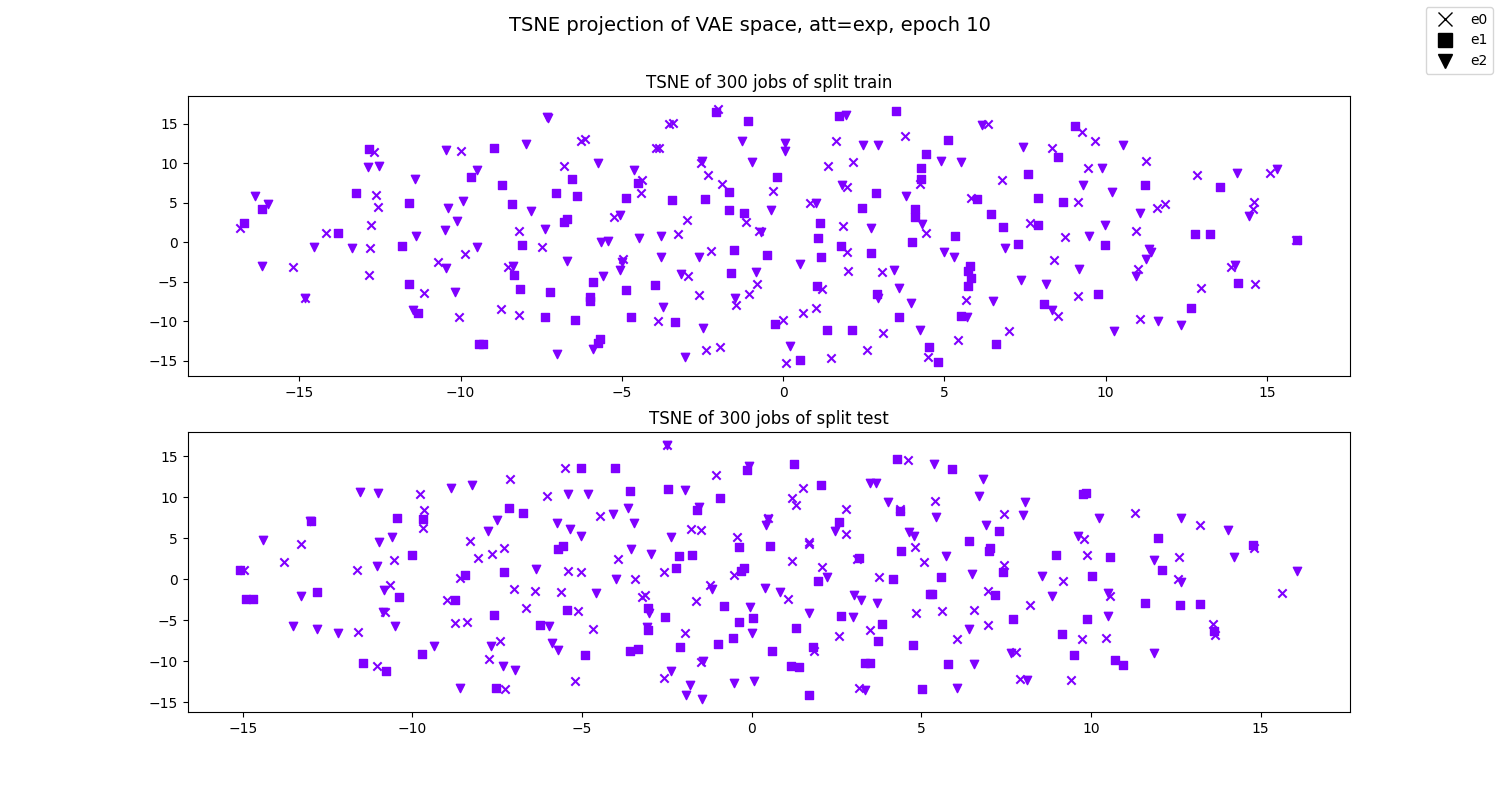 TSNE projection of VAE space, att=exp, epoch 10
e0
e1
e2
TSNE of 300 jobs of split train
15
10
5
0
−5
−10
−15
−15 −10 −5 0 5 10 15
TSNE of 300 jobs of split test
15
10
5
0
−5
−10
−15
−15 −10 −5 0 5 10 15